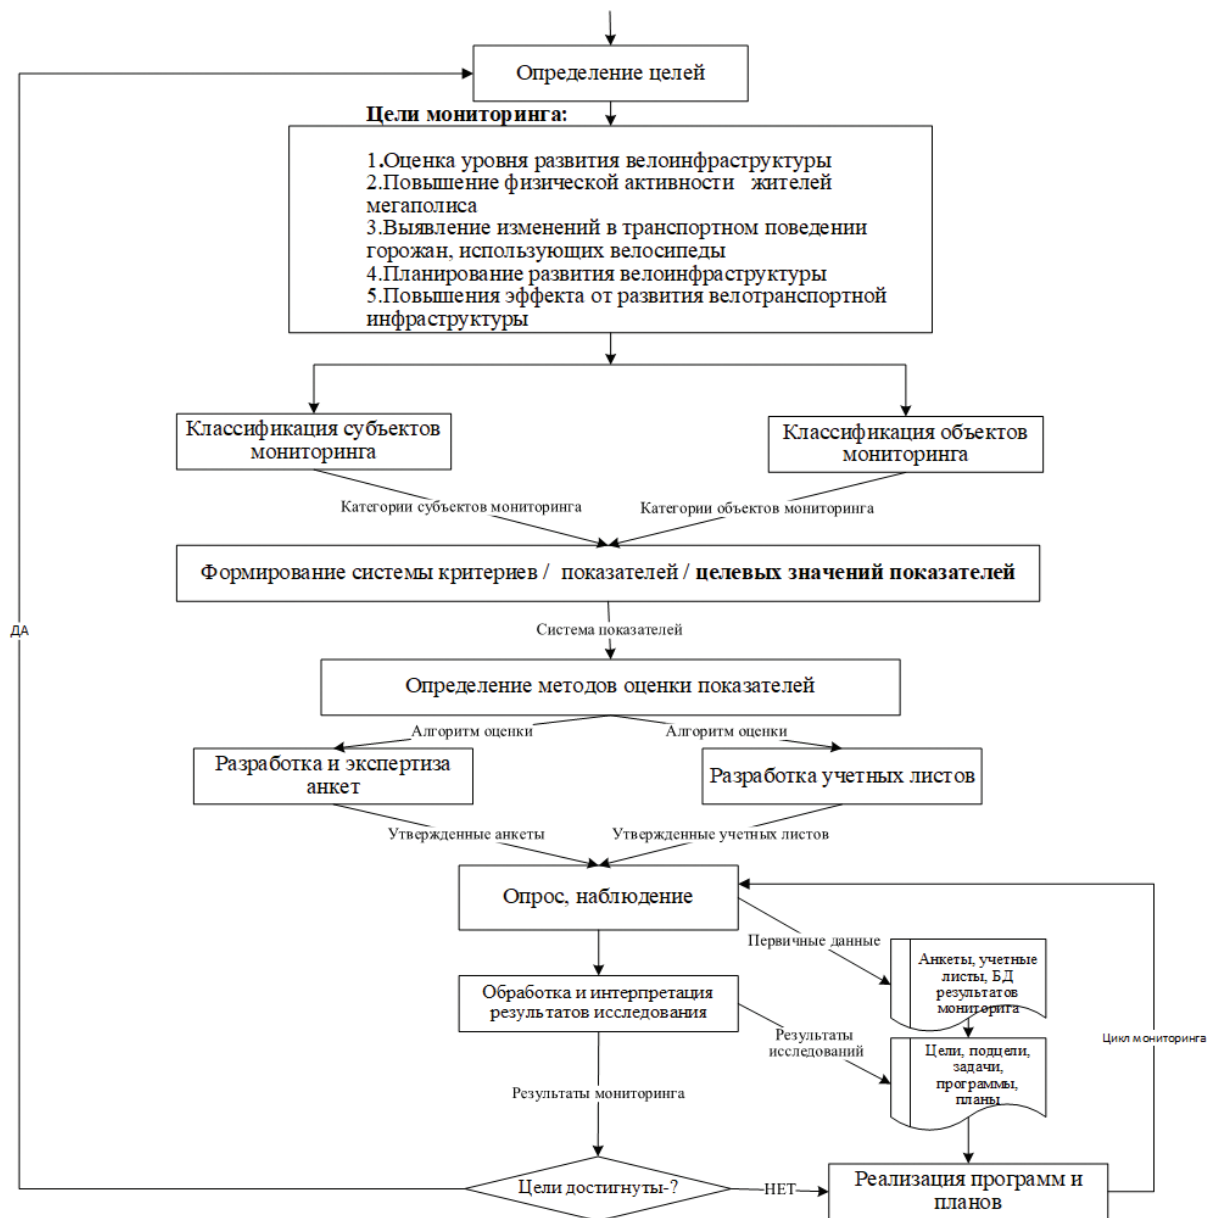 Определение целей
Цели мониторинга:
1.Оценка уровня развития велоинфраструктуры
2.Повышение физической активности жителей
мегаполиса
3.Выявление изменений в транспортном поведении
горожан, использующих велосипеды
4.Планирование развития велоинфраструктуры
5.Повышения эффекта от развития велотранспортной
инфраструктуры
Классификация субъектов
мониторинга
Классификация объектов
мониторинга
Категории субъектов мониторинга
Категории объектов мониторинга
Формирование системы критериев / показателей / целевых значений показателей
ДА
Система показателей
Определение методов оценки показателей
Алгоритм оценки
Алгоритм оценки
Разработка и экспертиза
анкет
Разработка учетных листов
Утвержденные анкеты
Утвержденные учетных листов
Опрос, наблюдение
Первичные данные
Анкеты, учетные
листы, БД
результатов
мониторига
Обработка и интерпретация
результатов исследования
Результаты
исследований
Цикл мониторинга
Цели, подцели,
задачи,
программы,
планы
Результаты мониторинга
Цели достигнуты-?
НЕТ
Реализация программ и
планов